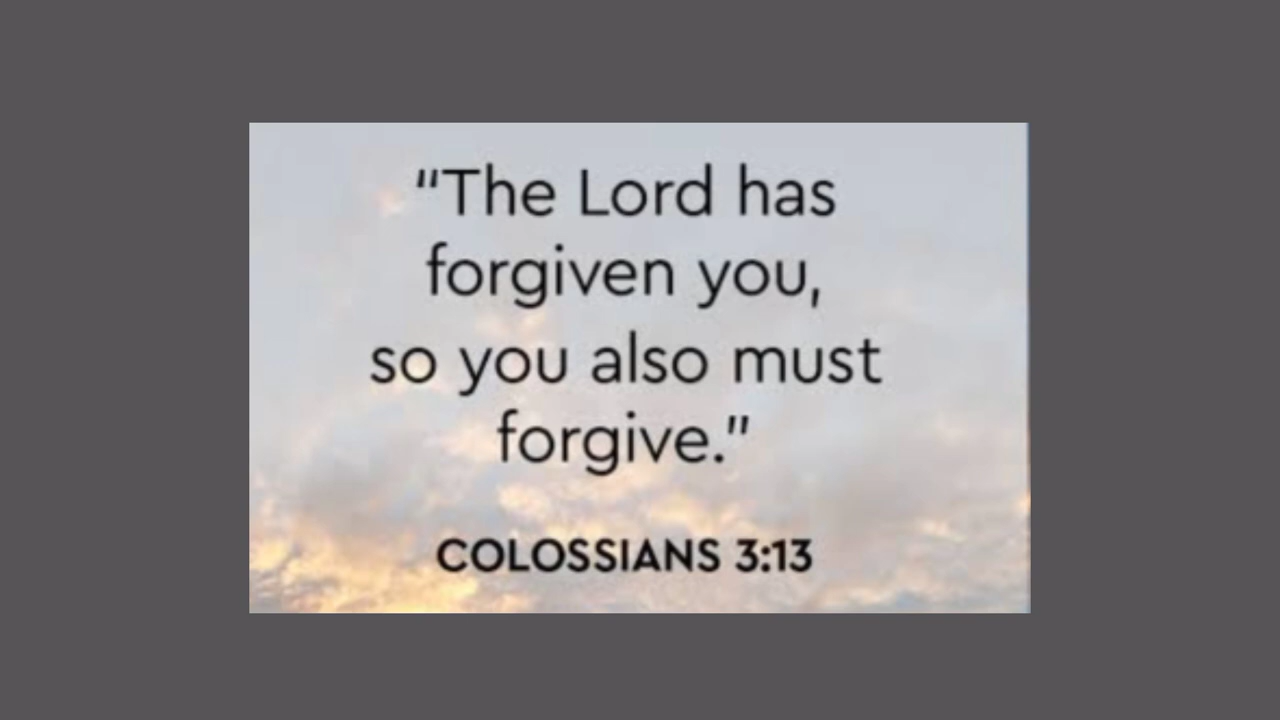 “The Lord has
forgiven you,
so you also must
forgive.”
COLOSSIANS 3:13